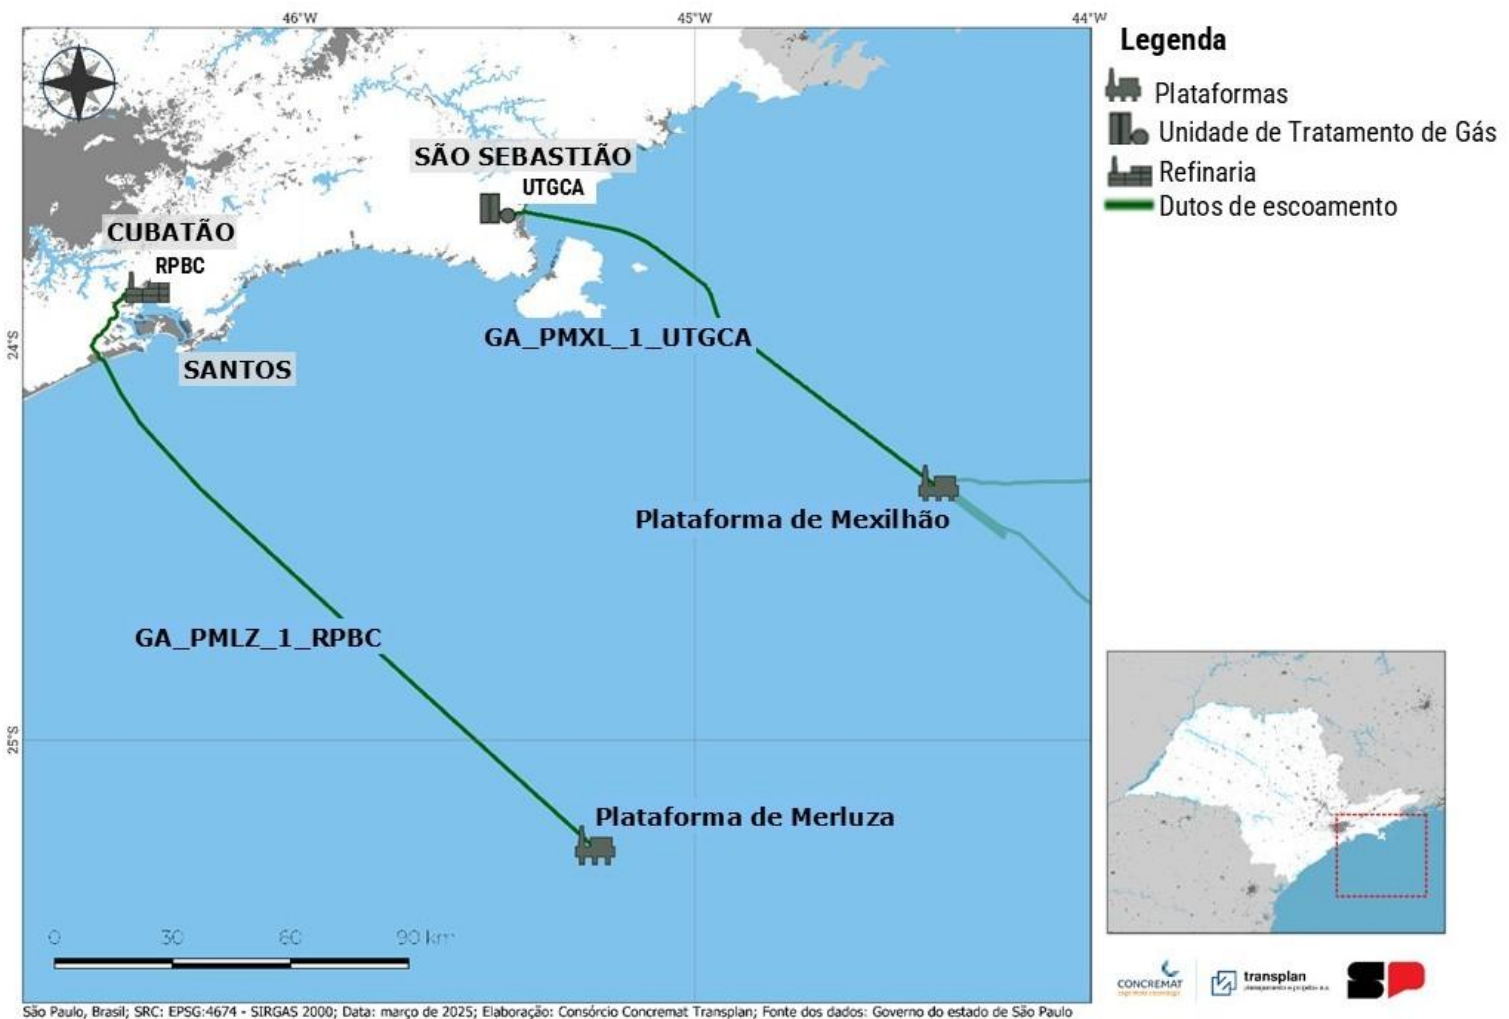 46°W
45°W
44°W
Legenda
Plataformas
Unidade de Tratamento de Gás
Refinaria
Dutos de escoamento
SÃO SEBASTIÃO
UTGCA
CUBATÃO
RPBC
24°S
GA_PMXL_1_UTGCA
SANTOS
Plataforma de Mexilhão
GA_PMLZ_1_RPBC
25°S
Plataforma de Merluza
0 30 60 90 km
CONCREMAT
transplan
SP
São Paulo, Brasil; SRC: EPSG:4674 - SIRGAS 2000; Data: março de 2025; Elaboração: Consórcio Concremat Transplan; Fonte dos dados: Governo do estado de São Paulo